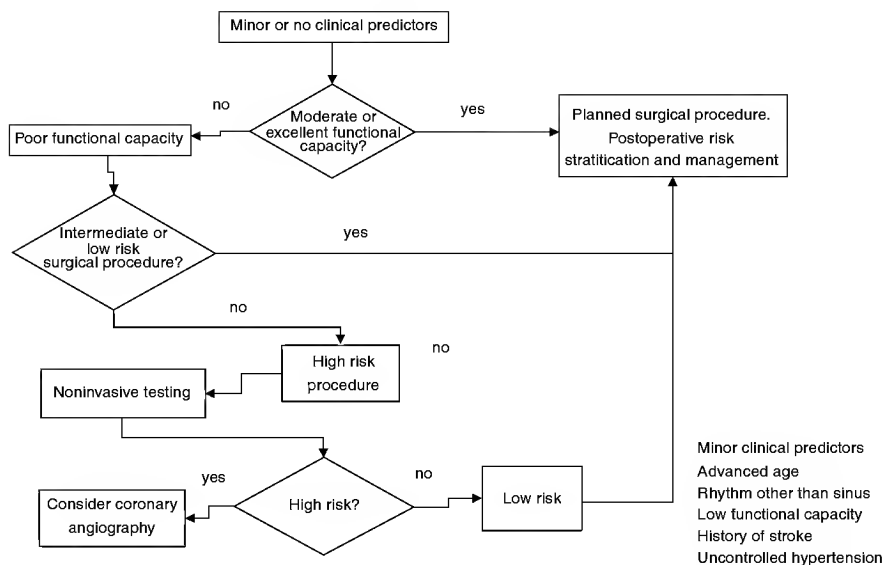 Minor or no clinical predictors
no
Moderate or
excellent functional
capacity?
yes
Planned surgical procedure.
Postoperative risk
stratitication and management
Poor functional capacity
Intermediate or
low risk
surgical procedure?
yes
no
High risk
procedure
no
Noninvasive testing
yes
High risk?
no
Low risk
Consider coronary
angiography
Minor clinical predictors
Advanced age
Rhythm other than sinus
Low functional capacity
History of stroke
Uncontrolled hypertension